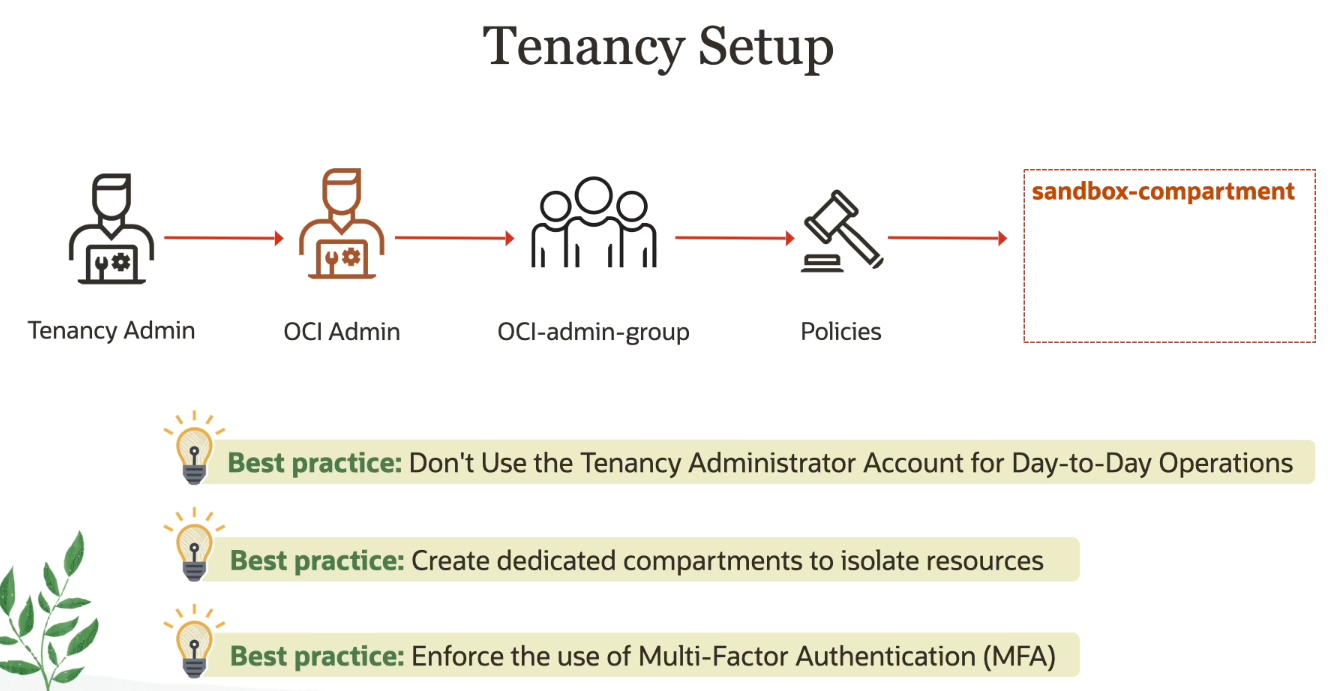 Tenancy Setup
sandbox-compartment
Tenancy Admin
OCI Admin
OCI-admin-group
Policies
Best practice: Don't Use the Tenancy Administrator Account for Day-to-Day Operations
Best practice: Create dedicated compartments to isolate resources
Best practice: Enforce the use of Multi-Factor Authentication (MFA)